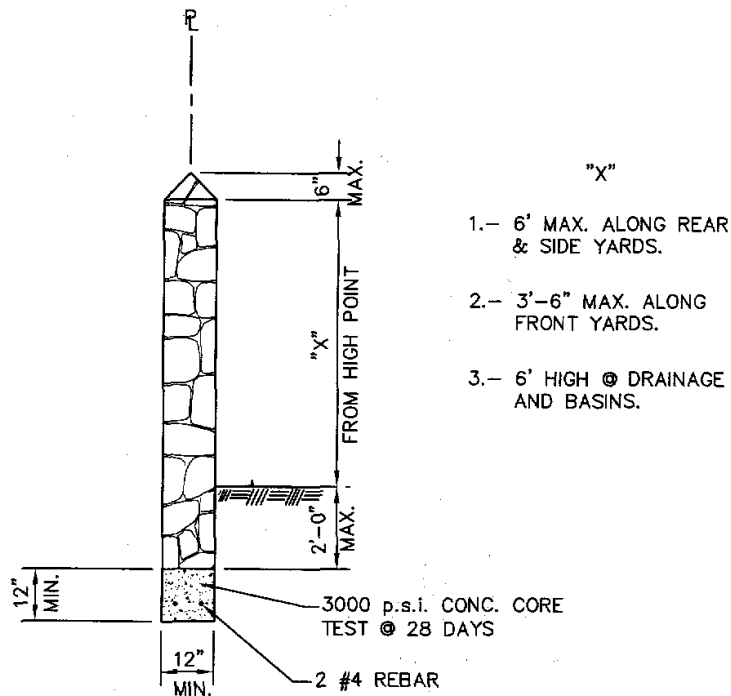 PL
6"
MAX.
"X"
FROM HIGH POINT
2'-0"
MAX.
12"
MIN.
12"
MIN.
3000 p.s.i. CONC. CORE
TEST @ 28 DAYS
2 #4 REBAR
"X"
1.- 6' MAX. ALONG REAR
& SIDE YARDS.
2.- 3'-6" MAX. ALONG
FRONT YARDS.
3.- 6' HIGH @ DRAINAGE
AND BASINS.